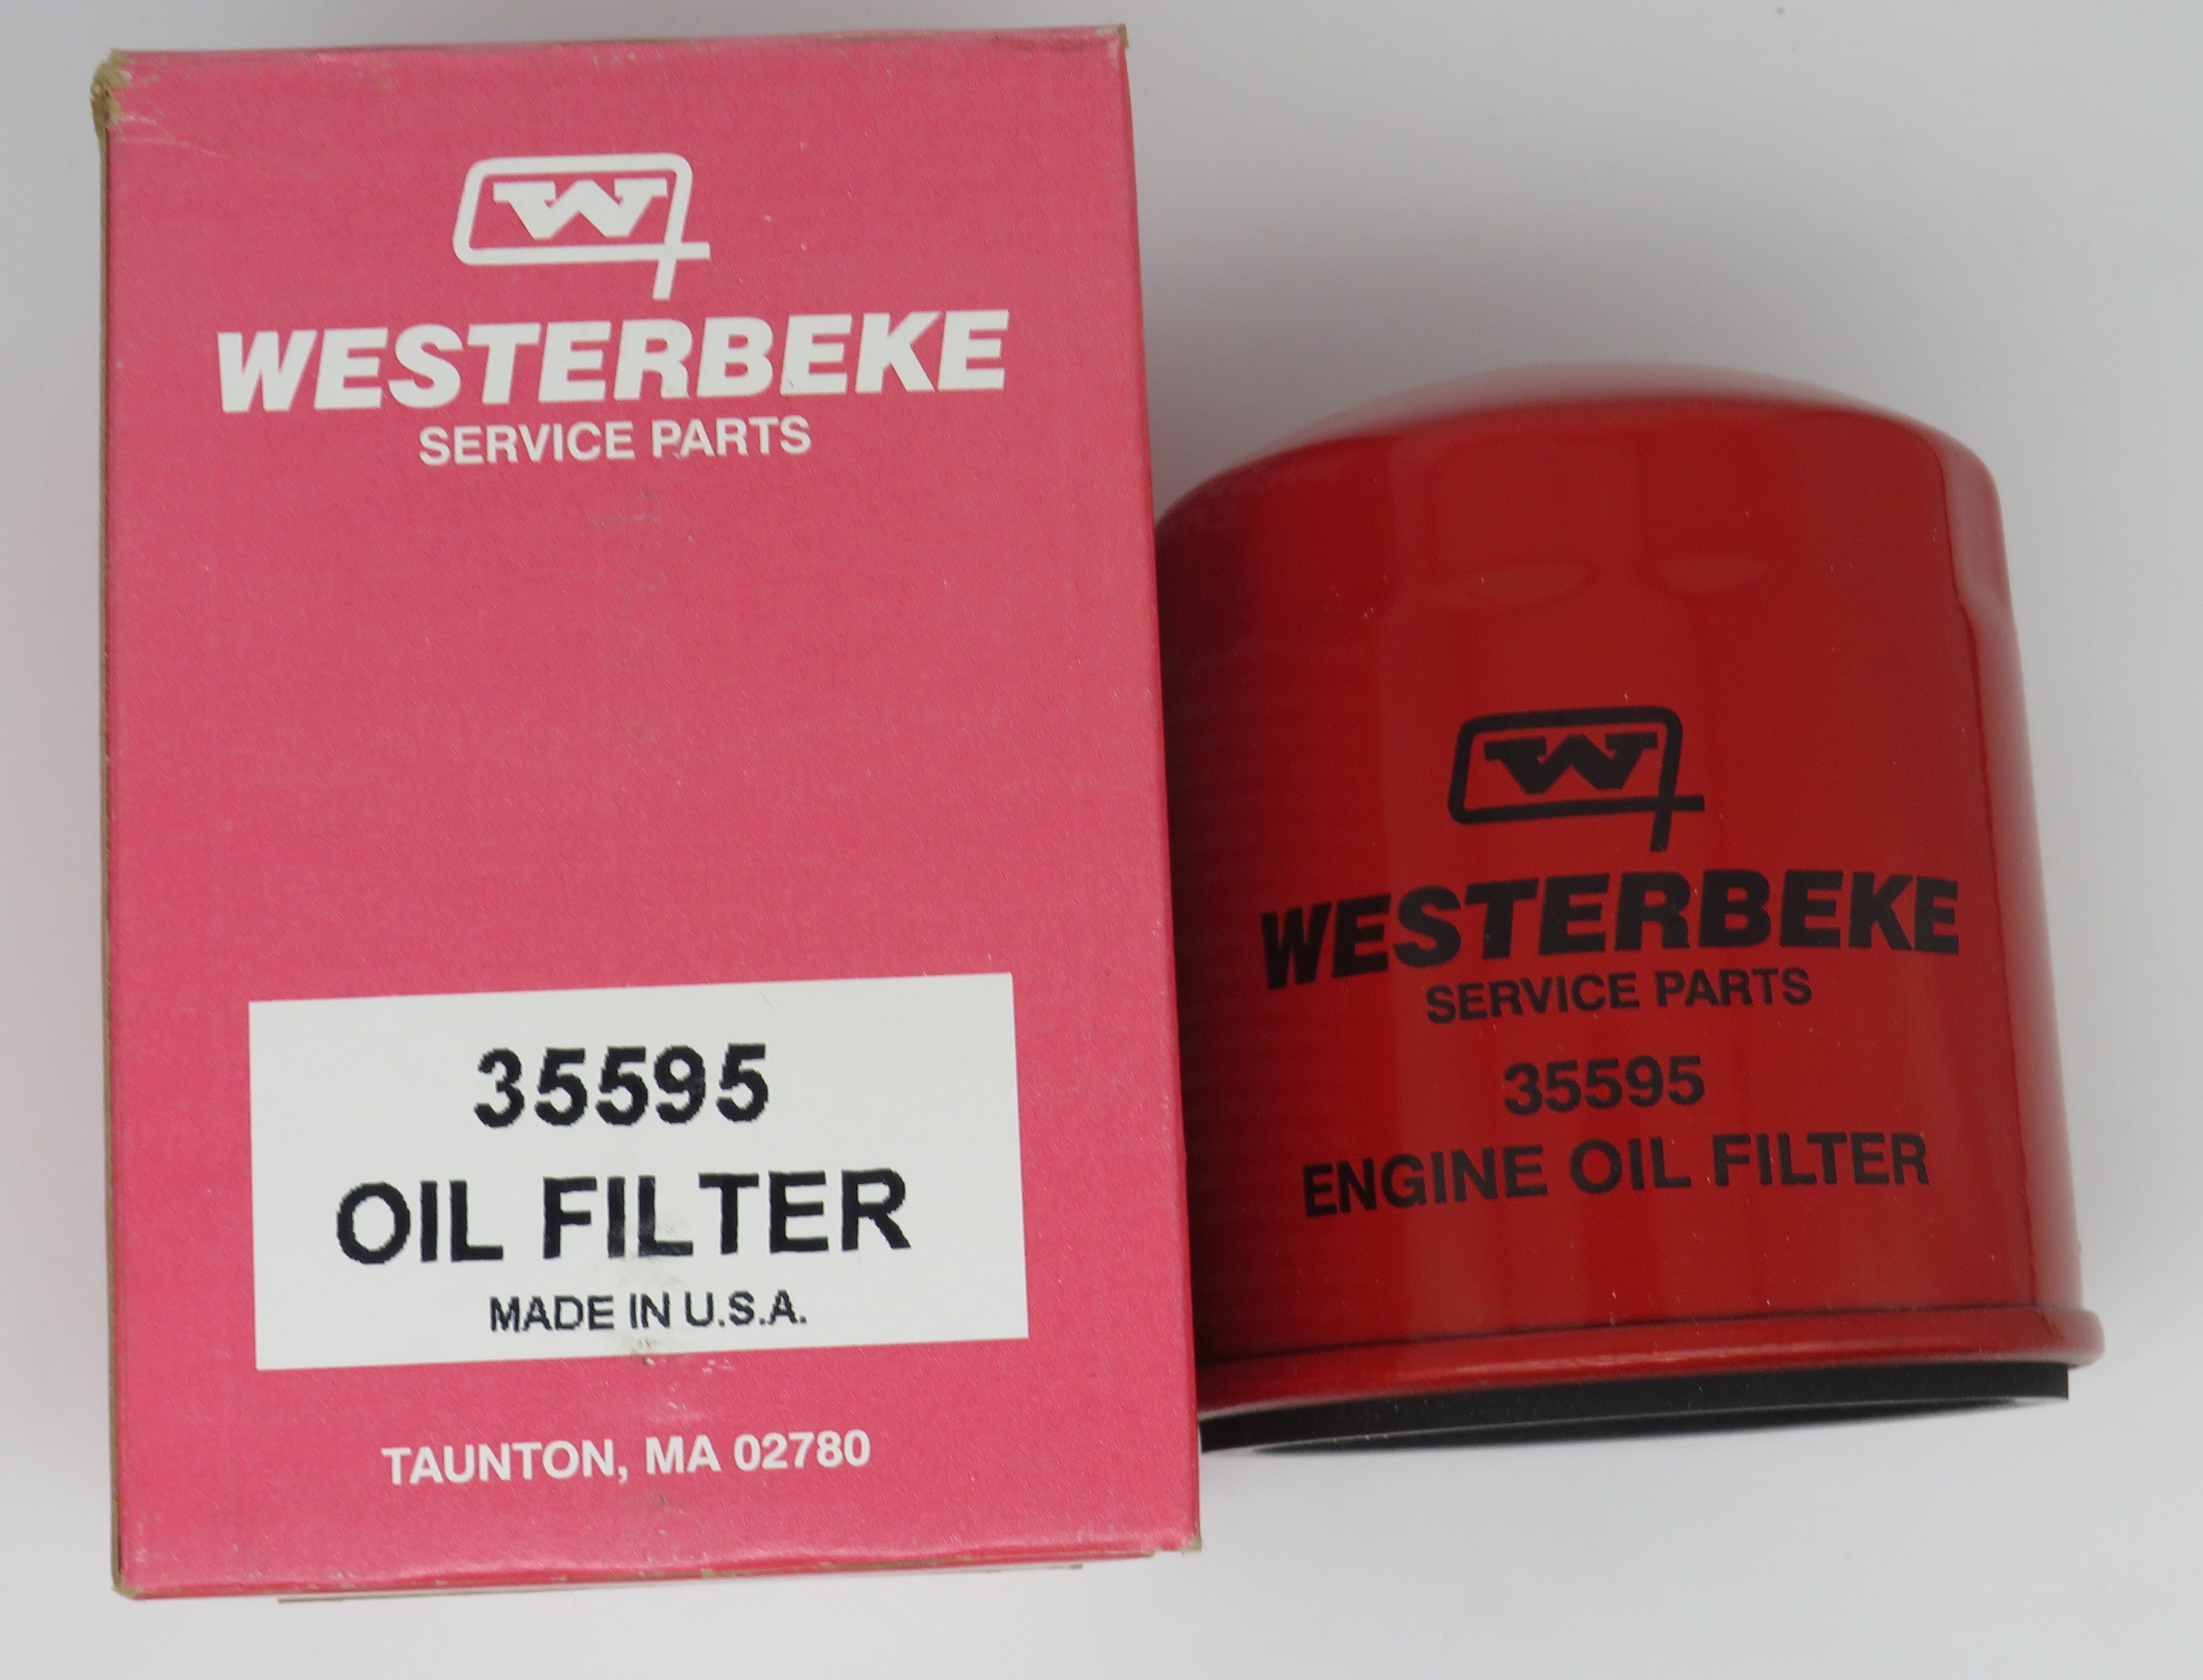 W
WESTERBEKE
SERVICE PARTS
35595
OIL FILTER
MADE IN U.S.A.
TAUNTON, MA 02780
W
WESTERBEKE
SERVICE PARTS
35595
ENGINE OIL FILTER